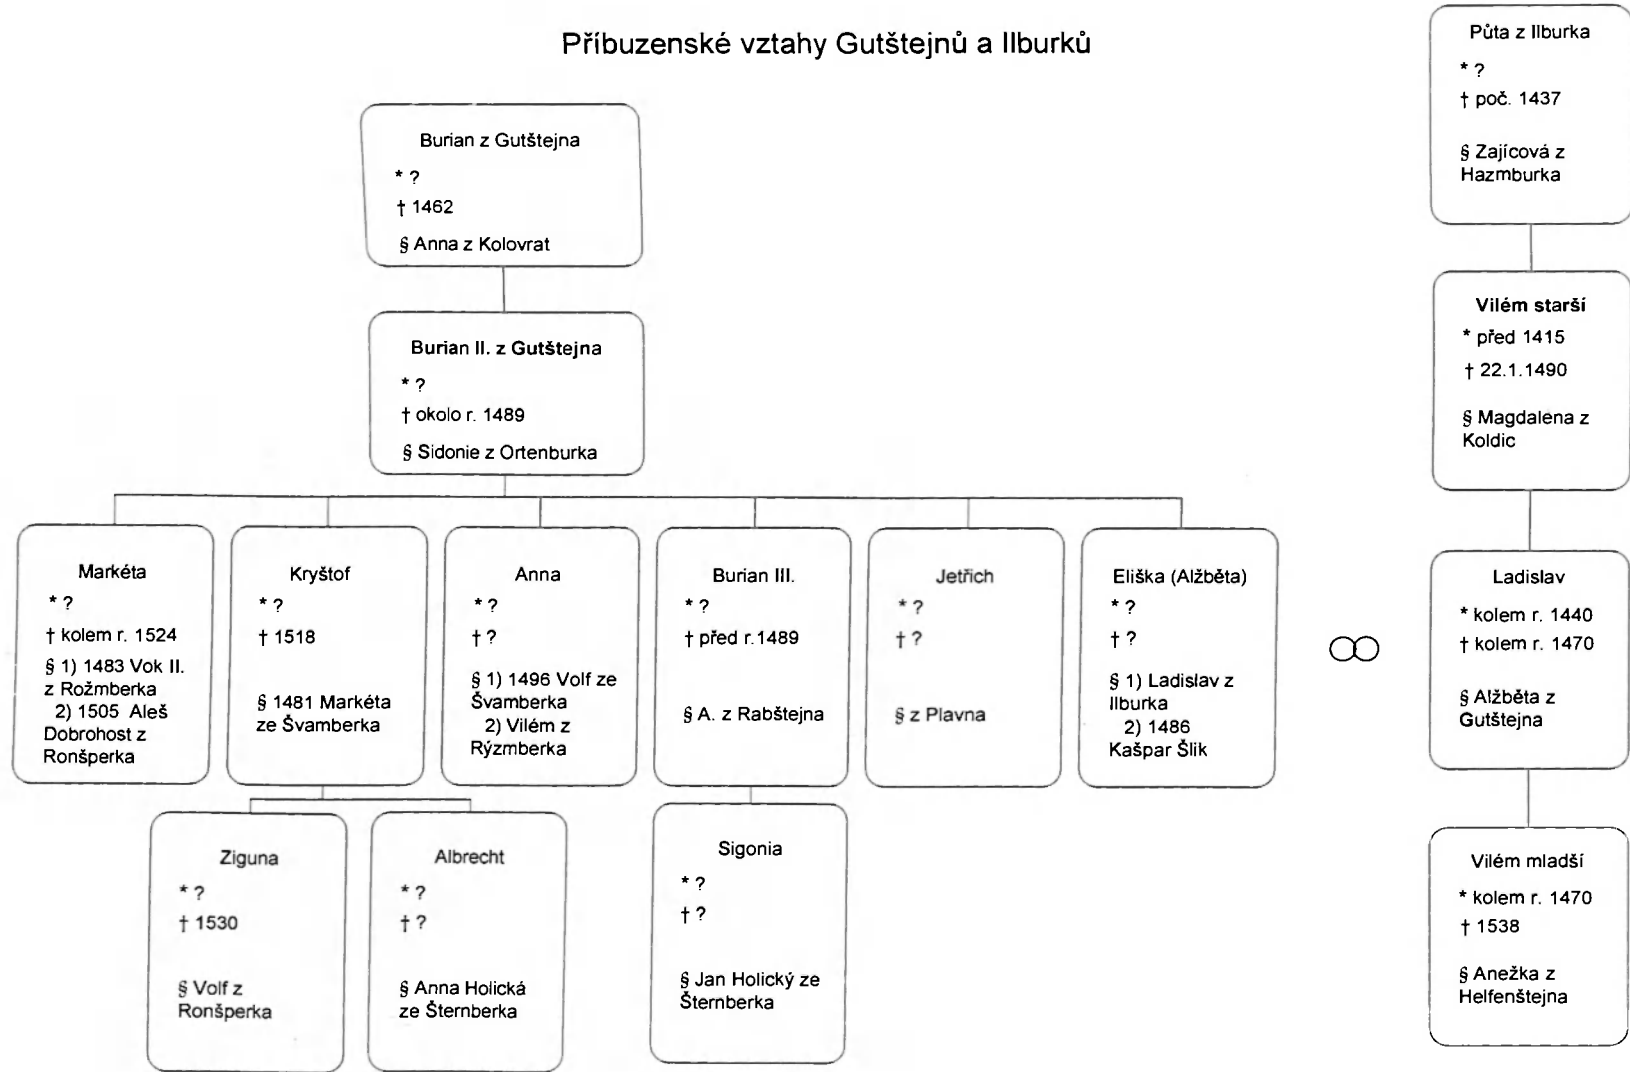 Příbuzenské vztahy Gutštejnů a Ilburků
Burian z Gutštejna
* ?
† 1462
§ Anna z Kolovrat
Burian II. z Gutštejna
* ?
† okolo r. 1489
§ Sidonie z Ortenburka
Markéta
* ?
† kolem r. 1524
§ 1) 1483 Vok II.
z Rožmberka
2) 1505 Aleš
Dobrohost z
Ronšperka
Kryštof
* ?
† 1518
§ 1481 Markéta
ze Švamberka
Anna
* ?
† ?
§ 1) 1496 Volf ze
Švamberka
2) Vilém z
Rýzmberka
Burian III.
* ?
† před r.1489
§ A. z Rabštejna
Jetřich
* ?
† ?
§ z Plavna
Eliška (Alžběta)
* ?
† ?
§ 1) Ladislav z
Ilburka
2) 1486
Kašpar Šlik
Ziguna
* ?
† 1530
§ Volf z
Ronšperka
Albrecht
* ?
† ?
§ Anna Holická
ze Šternberka
Sigonia
* ?
† ?
§ Jan Holický ze
Šternberka
Půta z Ilburka
* ?
† poč. 1437
§ Zajícová z
Hazmburka
Vilém starší
* před 1415
† 22.1.1490
§ Magdalena z
Koldic
Ladislav
* kolem r. 1440
† kolem r. 1470
§ Alžběta z
Gutštejna
Vilém mladší
* kolem r. 1470
† 1538
§ Anežka z
Helfenštejna